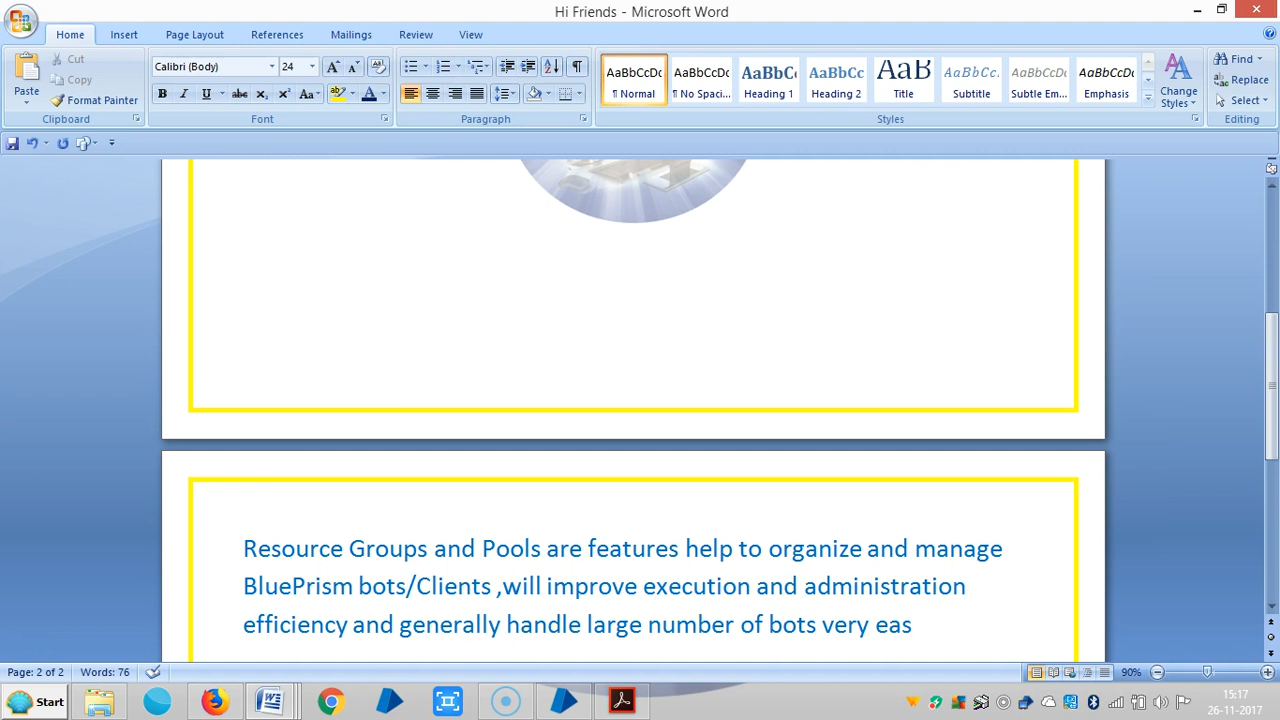 Hi Friends - Microsoft Word
Home Insert Page Layout References Mailings Review View
Paste
Cut
Copy
Format Painter
Clipboard
Calibri (Body) 24
Font
Paragraph
AaBbCcDc AaBbCcDc AaBbCc AaBbCc AaB AaBbCc. AaBbCcDc AaBbCcDc
¶ Normal ¶ No Spaci... Heading 1 Heading 2 Title Subtitle Subtle Em... Emphasis
Styles
Change Styles
Find
Replace
Select
Editing
Resource Groups and Pools are features help to organize and manage
BluePrism bots/Clients ,will improve execution and administration
efficiency and generally handle large number of bots very eas
Page: 2 of 2 Words: 76 90%
Start 15:17
26-11-2017